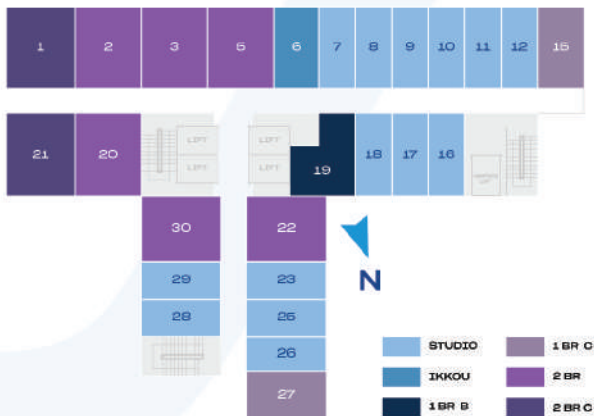 1 2 3 5 6 7 8 9 10 11 12 15
LIFT LIFT
21 20 18 17 16
LIFT LIFT
19
30 22
29 23
N
28 25
26
STUDIO 1 BR C
IKKOU 2 BR
27
1 BR B 2 BR C